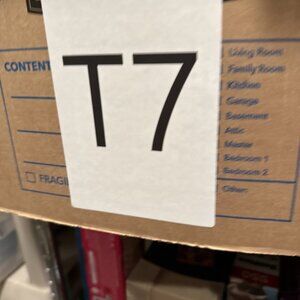 CONTENT
T7
Living Room
Family Room
Kitchen
Garage
Basement
Attic
Master
Bedroom 1
Bedroom 2
FRAGI
Other: